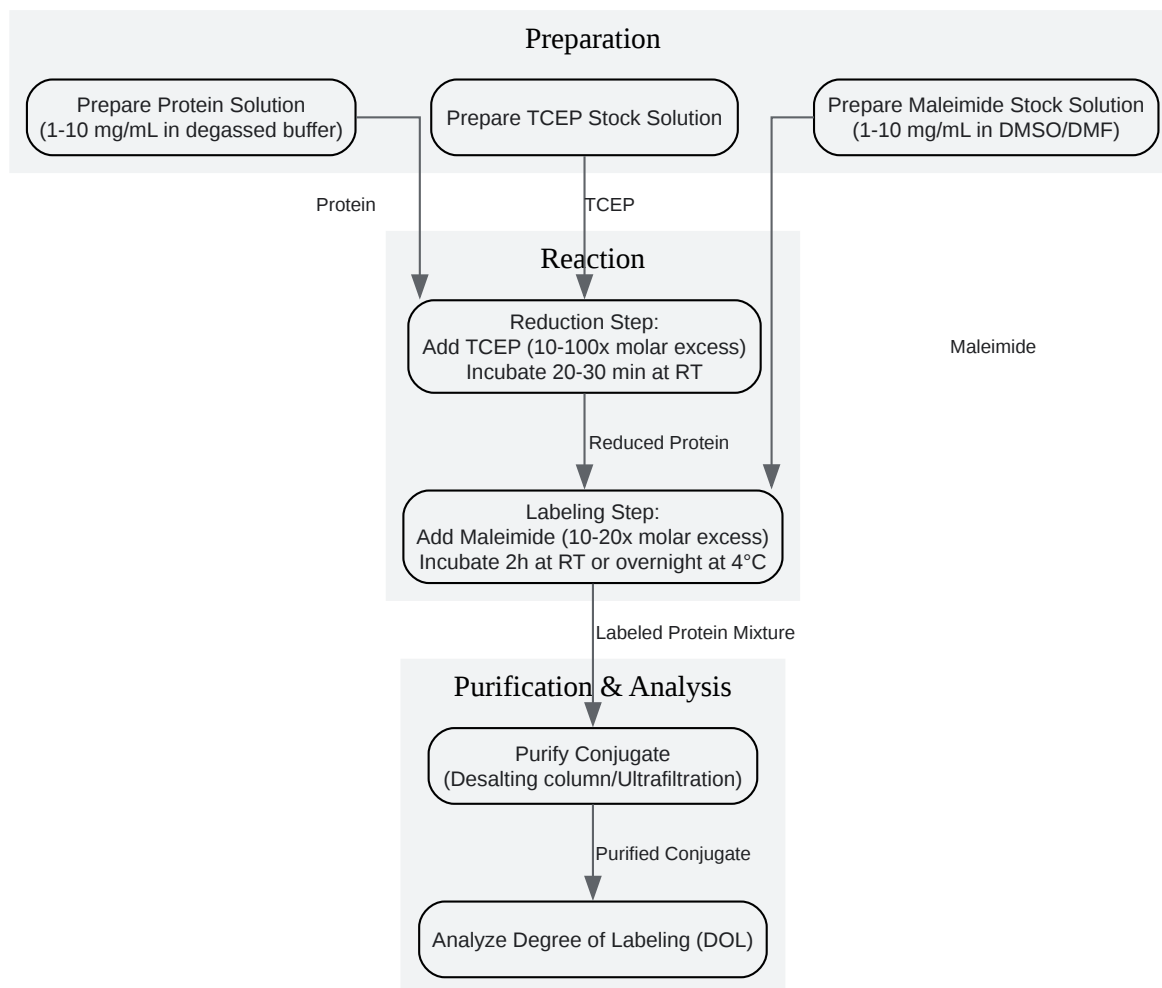 Preparation
Prepare Protein Solution
(1-10 mg/mL in degassed buffer)
Prepare TCEP Stock Solution
Prepare Maleimide Stock Solution
(1-10 mg/mL in DMSO/DMF)
Protein
TCEP
Reaction
Reduction Step:
Add TCEP (10-100x molar excess)
Incubate 20-30 min at RT
Maleimide
Reduced Protein
Labeling Step:
Add Maleimide (10-20x molar excess)
Incubate 2h at RT or overnight at 4°C
Labeled Protein Mixture
Purification & Analysis
Purify Conjugate
(Desalting column/Ultrafiltration)
Purified Conjugate
Analyze Degree of Labeling (DOL)